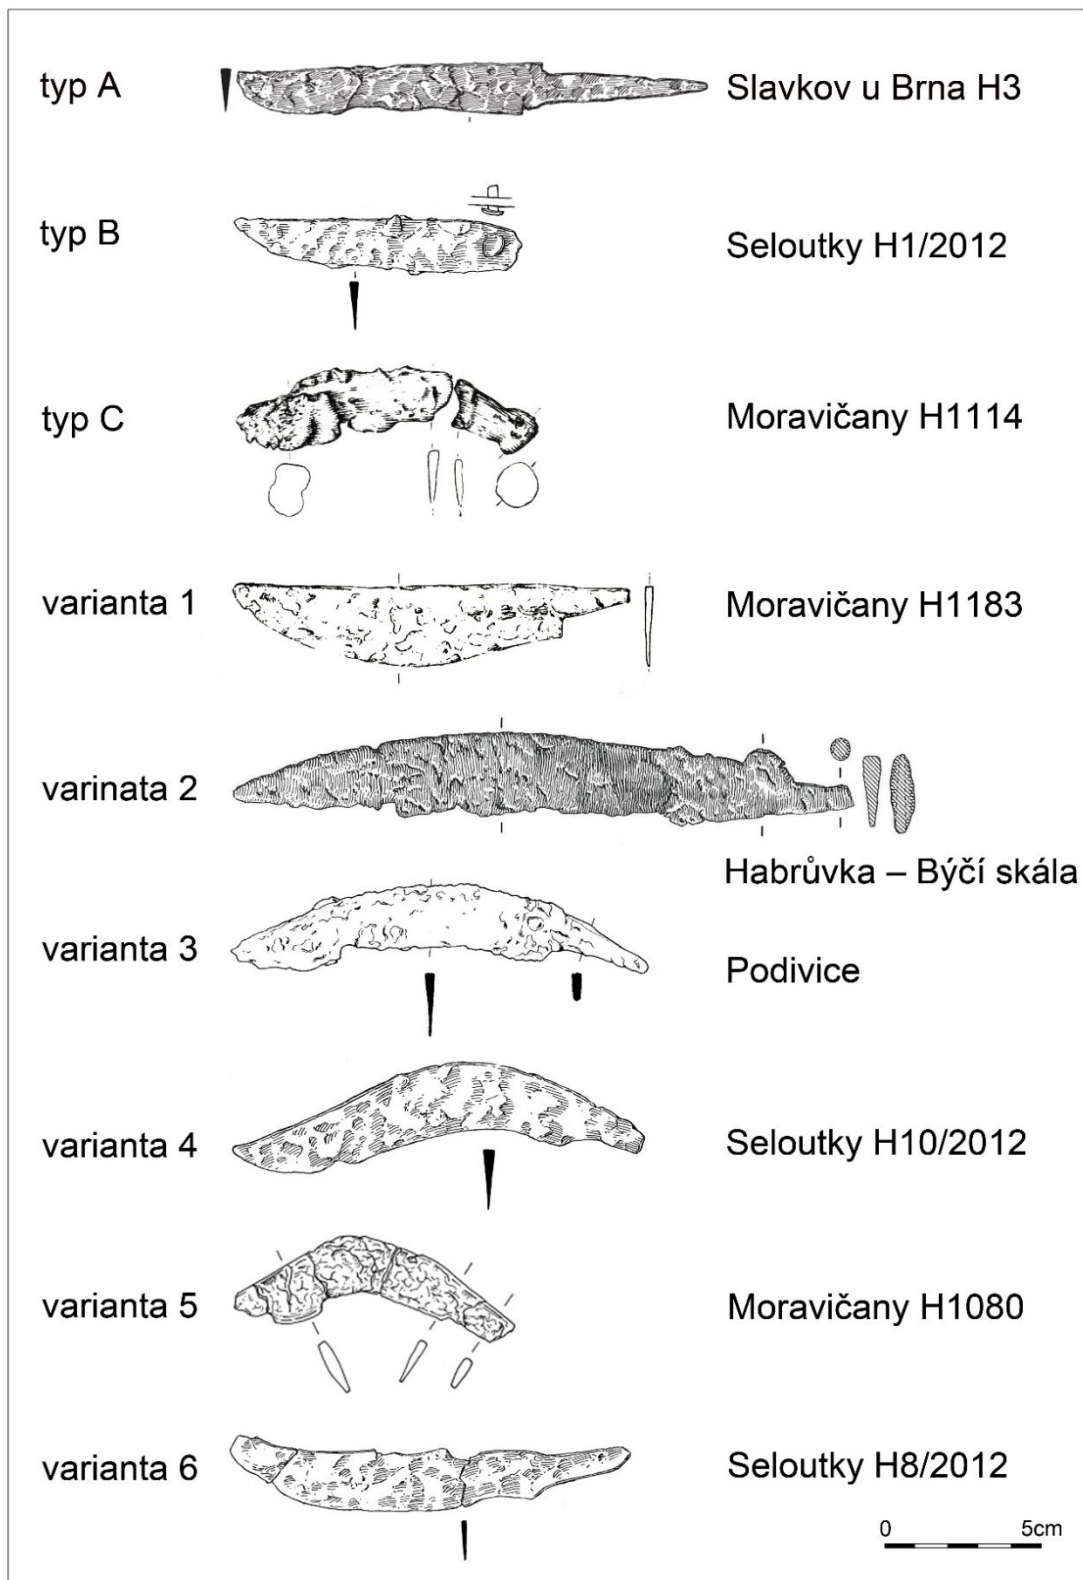 typ A Slavkov u Brna H3
typ B Seloutky H1/2012
typ C Moravičany H1114
varianta 1 Moravičany H1183
varinata 2
Habrůvka – Býčí skála
varianta 3
Podivice
varianta 4 Seloutky H10/2012
varianta 5 Moravičany H1080
varianta 6 Seloutky H8/2012
0 5cm